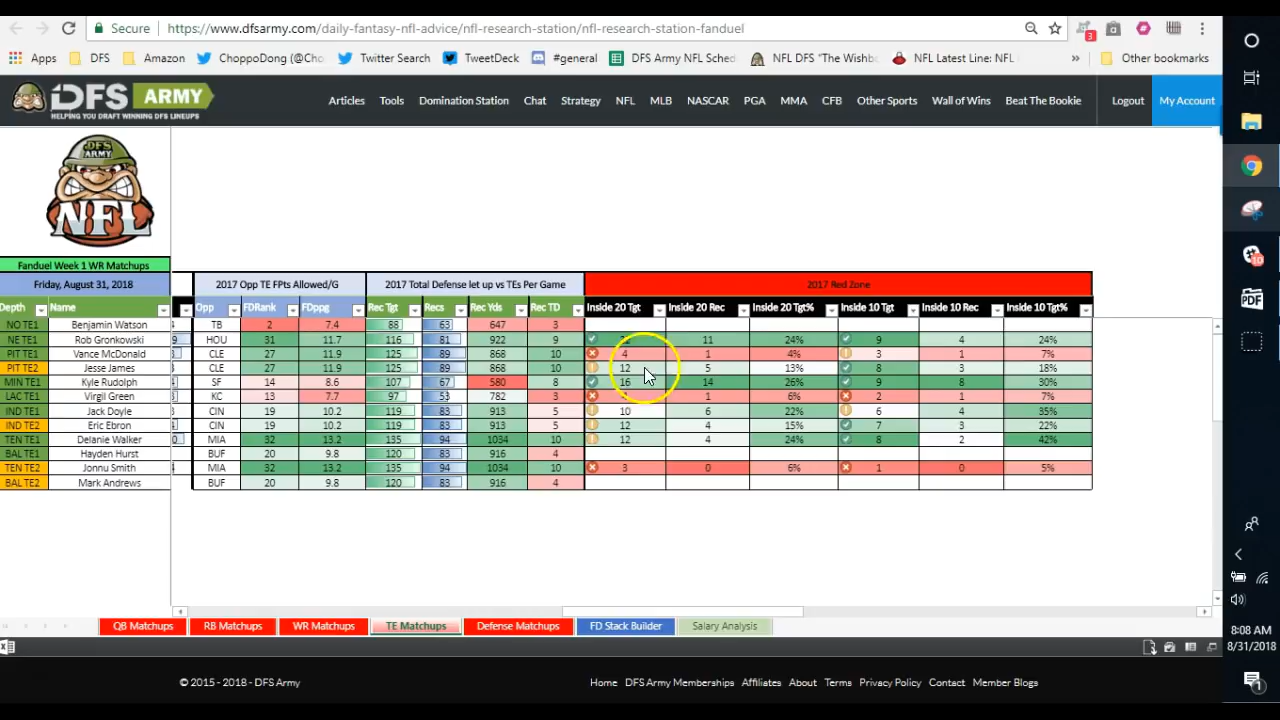 Secure https://www.dfsarmy.com/daily-fantasy-nfl-advice/nfl-research-station/nfl-research-station-fanduel 3
Apps DFS Amazon ChoppoDong (@Cho Twitter Search TweetDeck #general DFS Army NFL Sched NFL DFS "The Wishb NFL Latest Line: NFL » Other bookmarks
DFS ARMY
HELPING YOU DRAFT WINNING DFS LINEUPS
Articles Tools Domination Station Chat Strategy NFL MLB NASCAR PGA MMA CFB Other Sports Wall of Wins Beat The Bookie Logout My Account
DFS ARMY
NFL
Fanduel Week 1 WR Matchups
Friday, August 31, 2018 2017 Opp TE FPts Allowed/G 2017 Total Defense let up vs TEs Per Game 2017 Red Zone
Depth Name Opp FDRank FDppg Rec Tgt Recs Rec Yds Rec TD Inside 20 Tgt Inside 20 Rec Inside 20 Tgt% Inside 10 Tgt Inside 10 Rec Inside 10 Tgt%
NO TE1 Benjamin Watson 4 TB 2 7.4 88 63 647 3
NE TE1 Rob Gronkowski 9 HOU 31 11.7 116 81 922 9 11 24% 9 4 24%
PIT TE1 Vance McDonald 3 CLE 27 11.9 125 89 868 10 4 1 4% 3 1 7%
PIT TE2 Jesse James CLE 27 11.9 125 89 868 10 12 5 13% 8 3 18%
MIN TE1 Kyle Rudolph SF 14 8.6 107 67 580 8 16 14 26% 9 8 30%
LAC TE1 Virgil Green KC 13 7.7 97 53 782 3 1 6% 2 1 7%
IND TE1 Jack Doyle CIN 19 10.2 119 83 913 5 10 6 22% 6 4 35%
IND TE2 Eric Ebron CIN 19 10.2 119 83 913 5 12 4 15% 7 3 22%
TEN TE1 Delanie Walker 0 MIA 32 13.2 135 94 1034 10 12 4 24% 8 2 42%
BAL TE1 Hayden Hurst BUF 20 9.8 120 83 916 4
TEN TE2 Jonnu Smith 4 MIA 32 13.2 135 94 1034 10 3 0 6% 1 0 5%
BAL TE2 Mark Andrews BUF 20 9.8 120 83 916 4
QB Matchups RB Matchups WR Matchups TE Matchups Defense Matchups FD Stack Builder Salary Analysis
© 2015 - 2018 - DFS Army Home DFS Army Memberships Affiliates About Terms Privacy Policy Contact Member Blogs
10
PDF
8:08 AM
8/31/2018
1